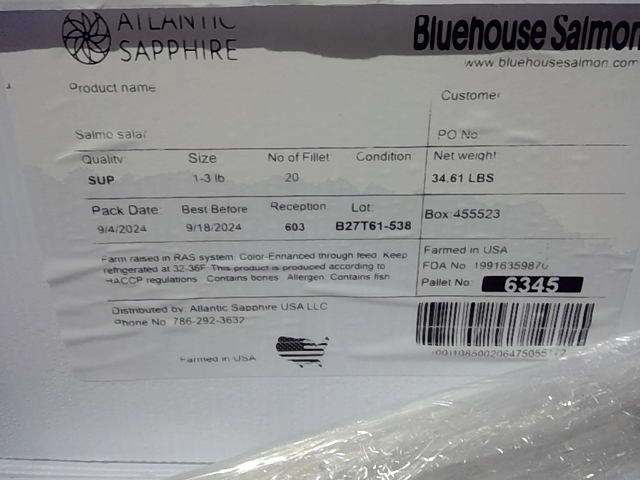 ATLANTIC
SAPPHIRE
Bluehouse Salmon
www.bluehousesalmon.com
Product name
Customer
Salmo salar
PO No
Quality Size No of Fillet Condition Net weight
SUP 1-3 lb 20 34.61 LBS
Pack Date: Best Before Reception Lot: Box: 455523
9/4/2024 9/18/2024 603 B27T61-538
Farm raised in RAS system. Color-Enhanced through feed. Keep
refrigerated at 32-36F. This product is produced according to
HACCP regulations. Contains bones. Allergen: Contains fish
Farmed in USA
FDA No. 19916359870
Pallet No: 6345
Distributed by: Atlantic Sapphire USA LLC
Phone No. 786-292-3632
Farmed in USA